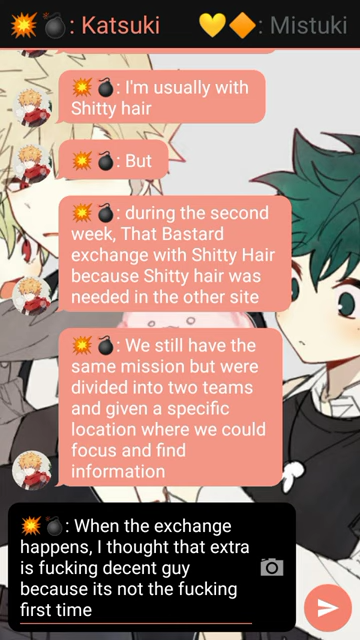 💥💣: Katsuki
💛🔶: Mistuki
💥💣: I'm usually with
Shitty hair
💥💣: But
💥💣: during the second
week, That Bastard
exchange with Shitty Hair
because Shitty hair was
needed in the other site
💥💣: We still have the
same mission but were
divided into two teams
and given a specific
location where we could
focus and find
information
💥💣: When the exchange
happens, I thought that extra
is fucking decent guy
because its not the fucking
first time